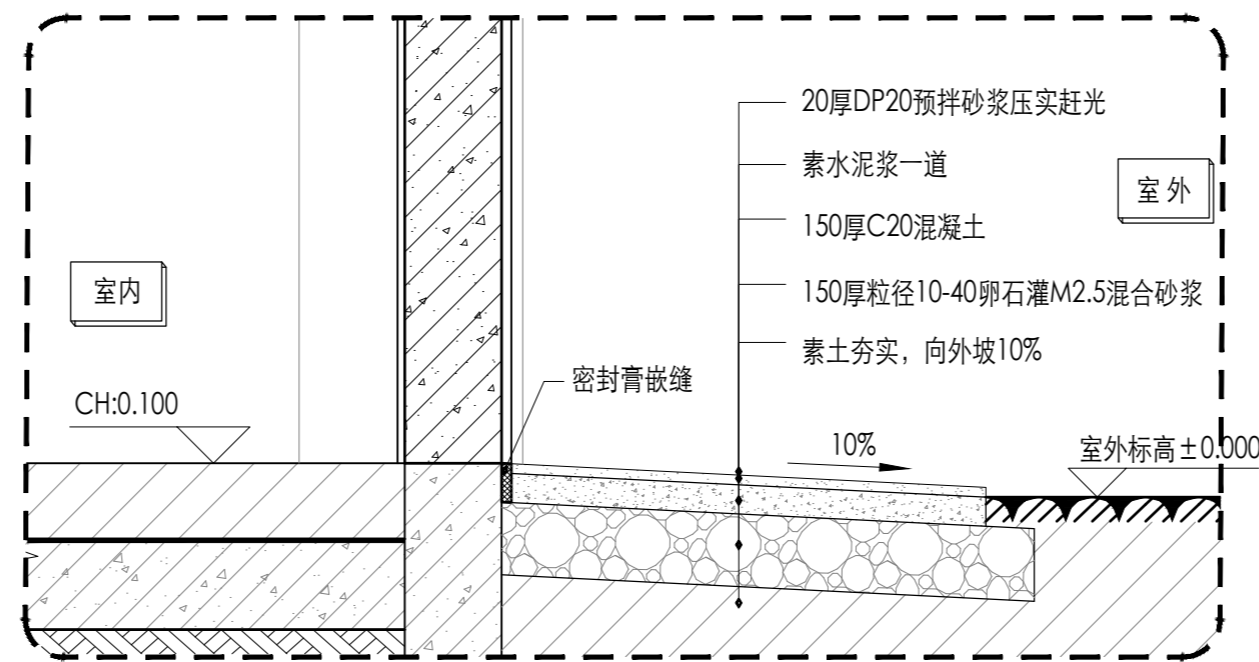 20厚DP20预拌砂浆压实赶光
素水泥浆一道
室外
150厚C20混凝土
室内
150厚粒径10-40卵石灌M2.5混合砂浆
素土夯实，向外坡10%
密封膏嵌缝
CH:0.100
10%
室外标高±0.000